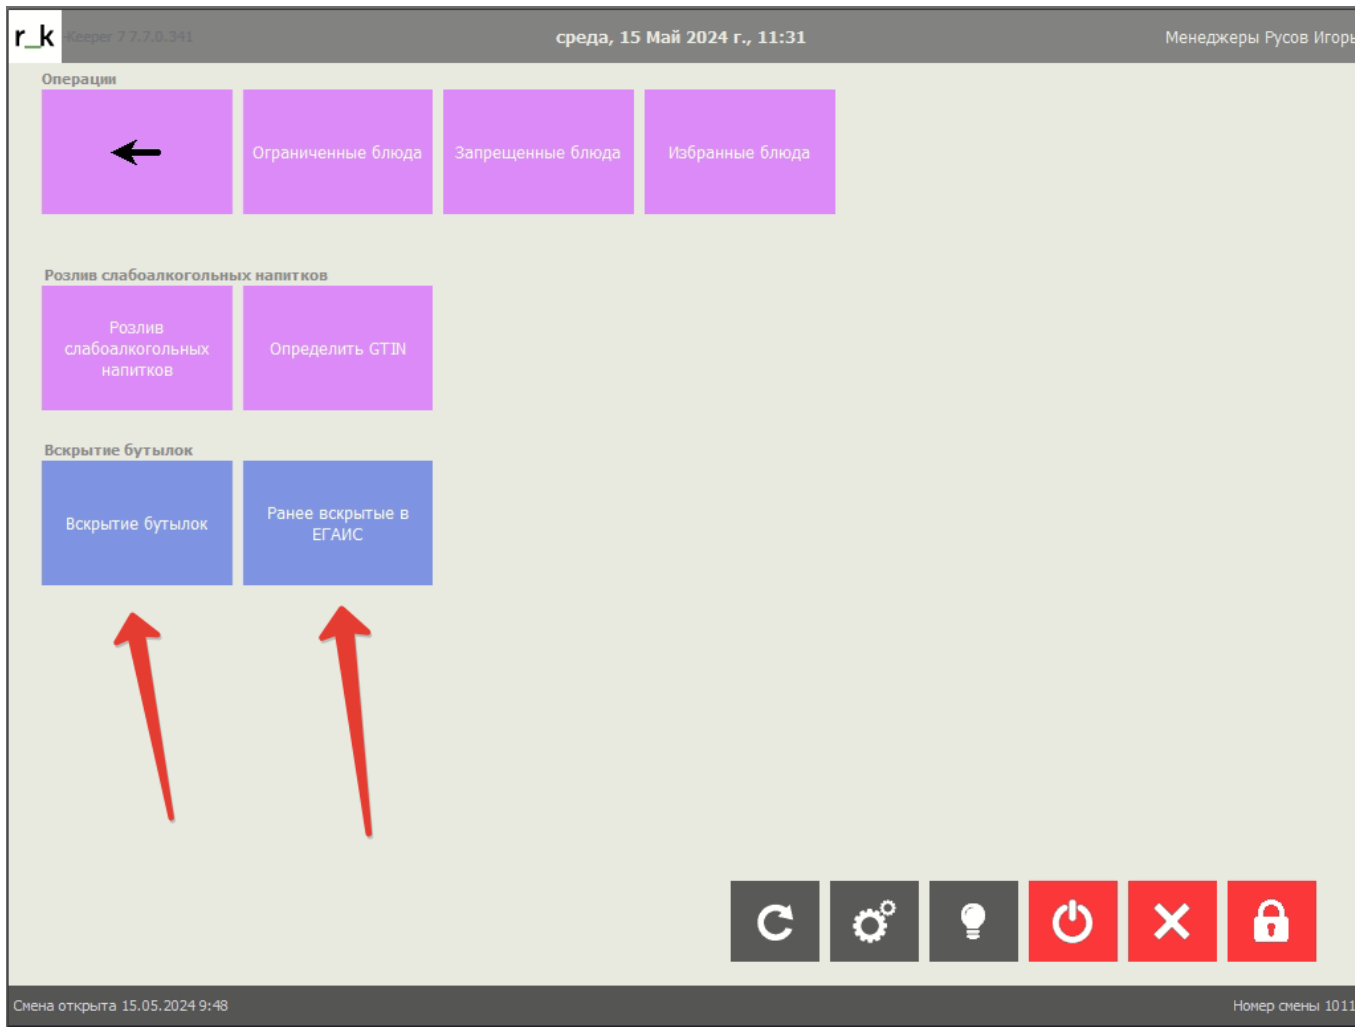 r_k
-Keeper 7 7.7.0.341
среда, 15 Май 2024 г., 11:31
Менеджеры Русов Игорь
Операции
Ограниченные блюда
Запрещенные блюда
Избранные блюда
Розлив слабоалкогольных напитков
Розлив
слабоалкогольных
напитков
Определить GTIN
Вскрытие бутылок
Вскрытие бутылок
Ранее вскрытые в
ЕГАИС
Смена открыта 15.05.2024 9:48
Номер смены 1011